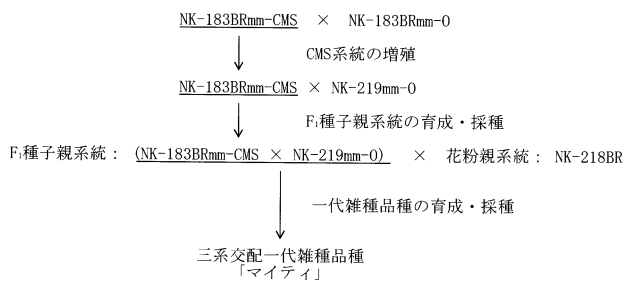 NK-183BRmm-CMS × NK-183BRmm-O
CMS系統の増殖
NK-183BRmm-CMS × NK-219mm-O
F₁種子親系統の育成・採種
F₁種子親系統： (NK-183BRmm-CMS × NK-219mm-O) × 花粉親系統： NK-218BR
一代雑種品種の育成・採種
三系交配一代雑種品種
「マイティ」